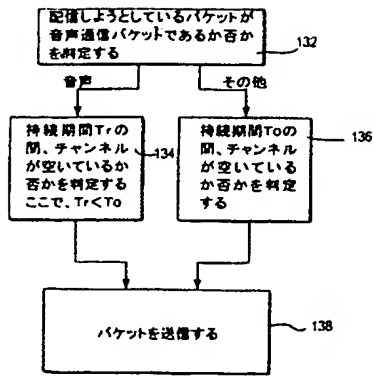 配信しようとしているパケットが
音声通信パケットであるか否か
を判定する
132
音声
その他
持続期間Trの
間、チャンネル
が空いているか
否かを判定する
ここで、Tr<To
134
持続期間Toの
間、チャンネル
が空いている
か否かを判定
する
136
パケットを送信する
138